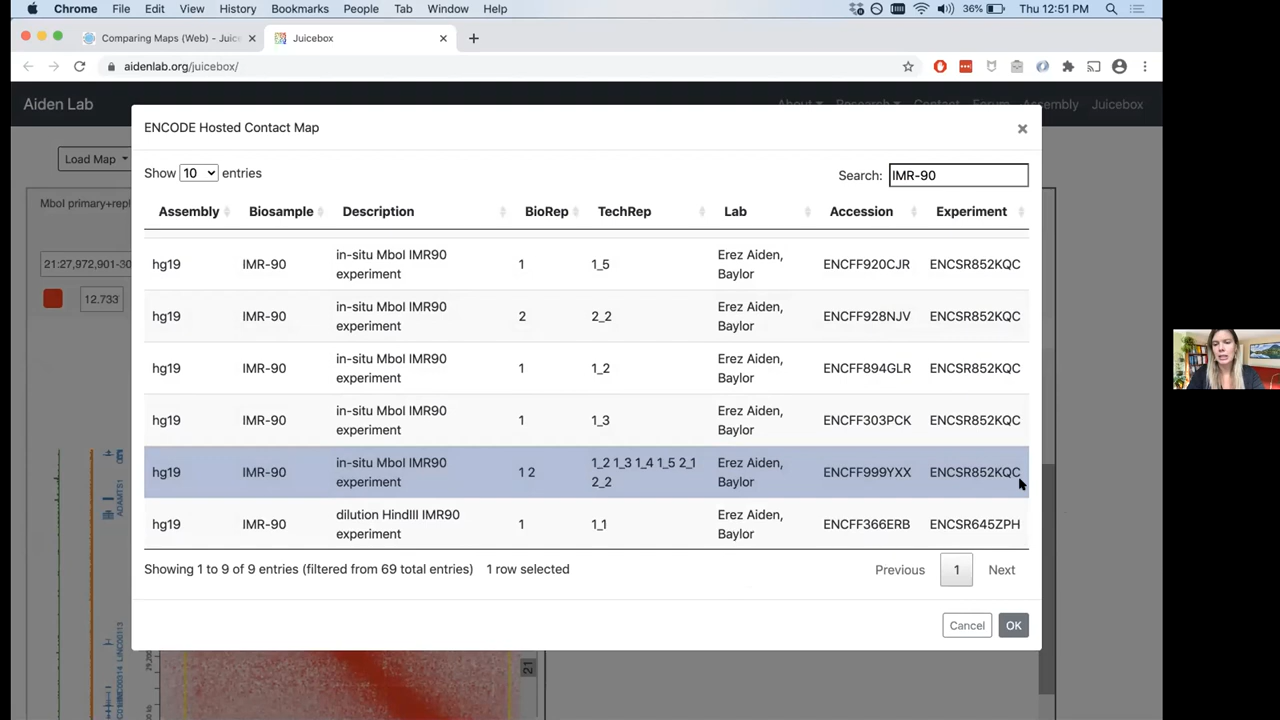 Chrome File Edit View History Bookmarks People Tab Window Help 36% Thu 12:51 PM
Comparing Maps (Web) - Juice Juicebox
aidenlab.org/juicebox/
Aiden Lab About Research Contact Forum Assembly Juicebox
ENCODE Hosted Contact Map
Load Map
Show 10 entries Search: IMR-90
MboI primary+repl
Assembly Biosample Description BioRep TechRep Lab Accession Experiment
21:27,972,901-30
12.733
hg19 IMR-90 in-situ MboI IMR90 experiment 1 1_5 Erez Aiden, Baylor ENCFF920CJR ENCSR852KQC
hg19 IMR-90 in-situ MboI IMR90 experiment 2 2_2 Erez Aiden, Baylor ENCFF928NJV ENCSR852KQC
hg19 IMR-90 in-situ MboI IMR90 experiment 1 1_2 Erez Aiden, Baylor ENCFF894GLR ENCSR852KQC
hg19 IMR-90 in-situ MboI IMR90 experiment 1 1_3 Erez Aiden, Baylor ENCFF303PCK ENCSR852KQC
hg19 IMR-90 in-situ MboI IMR90 experiment 1 2 1_2 1_3 1_4 1_5 2_1 2_2 Erez Aiden, Baylor ENCFF999YXX ENCSR852KQC
hg19 IMR-90 dilution HindIII IMR90 experiment 1 1_1 Erez Aiden, Baylor ENCFF366ERB ENCSR645ZPH
Showing 1 to 9 of 9 entries (filtered from 69 total entries) 1 row selected Previous 1 Next
Cancel OK
ADAMTS1
LINC00113
LINC00314
29,200
21